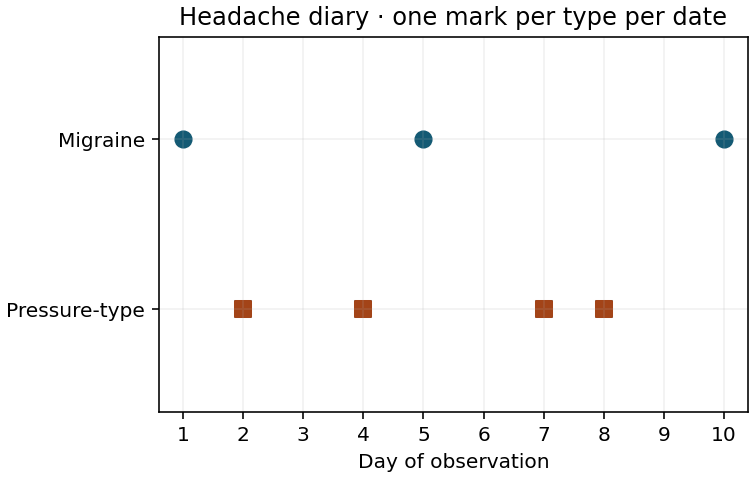 Headache diary · one mark per type per date
Migraine
Pressure-type
1 2 3 4 5 6 7 8 9 10
Day of observation